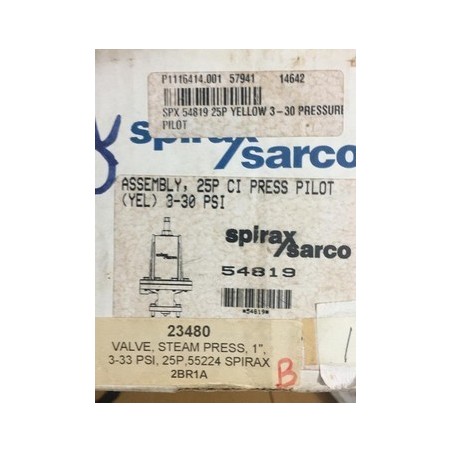 P1116414.001 57941 14642
SPX 54819 25P YELLOW 3-30 PRESSURE
PILOT
spirax sarco
ASSEMBLY, 25P CI PRESS PILOT
(YEL) 3-30 PSI
spirax sarco
54819
*54819*
23480
VALVE, STEAM PRESS, 1",
3-33 PSI, 25P,55224 SPIRAX
2BR1A
B